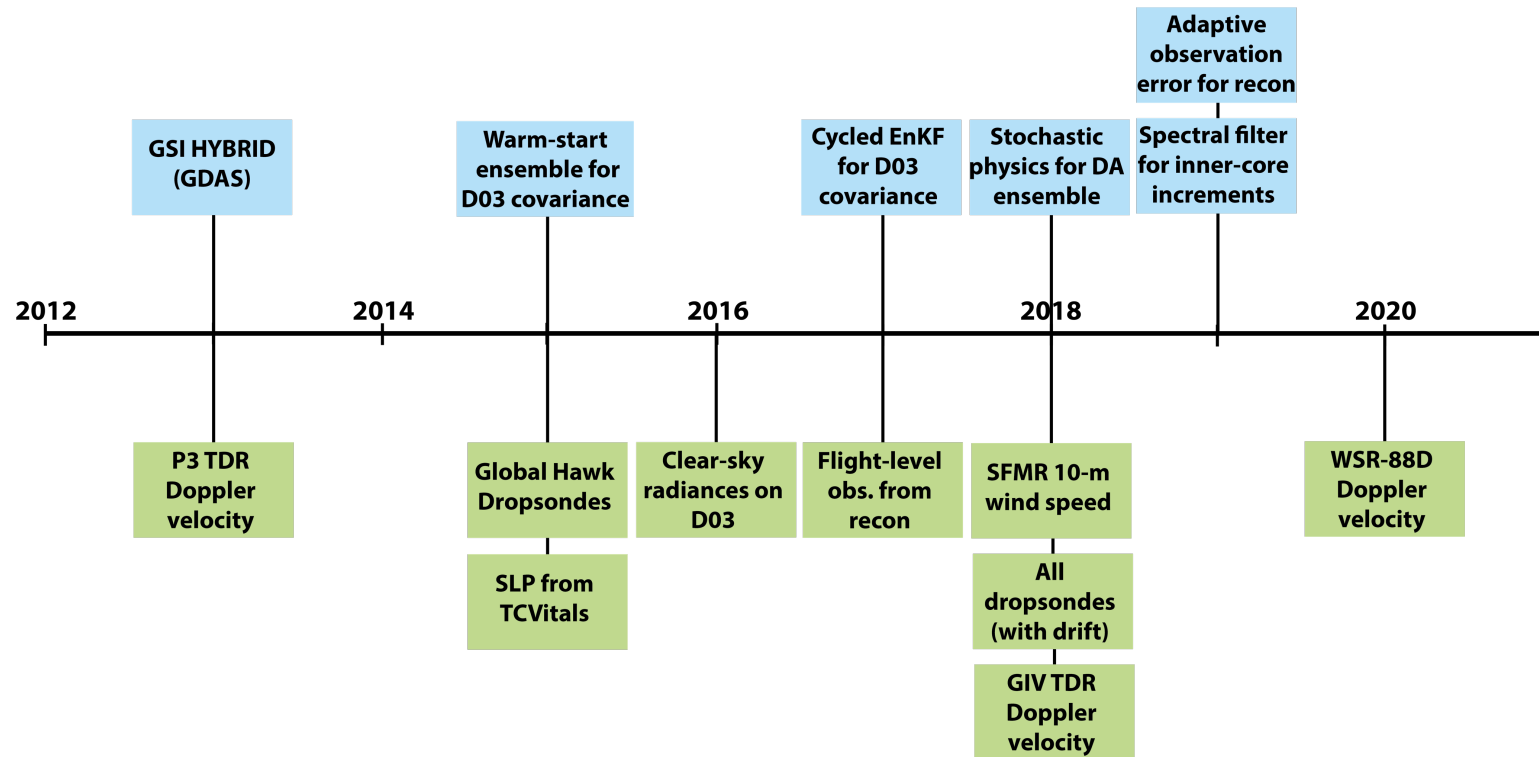 Adaptive
observation
error for recon
GSI HYBRID
(GDAS)
Warm-start
ensemble for
D03 covariance
Cycled EnKF
for D03
covariance
Stochastic
physics for DA
ensemble
Spectral filter
for inner-core
increments
2012
2014
2016
2018
2020
P3 TDR
Doppler
velocity
Global Hawk
Dropsondes
Clear-sky
radiances on
D03
Flight-level
obs. from
recon
SFMR 10-m
wind speed
WSR-88D
Doppler
velocity
SLP from
TCVitals
All
dropsondes
(with drift)
GIV TDR
Doppler
velocity